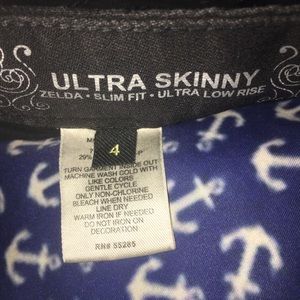 ULTRA SKINNY
ZELDA • SLIM FIT • ULTRA LOW RISE
4
TURN GARMENT INSIDE OUT
MACHINE WASH COLD WITH
LIKE COLORS
GENTLE CYCLE
ONLY NON-CHLORINE
BLEACH WHEN NEEDED
LINE DRY
WARM IRON IF NEEDED
DO NOT IRON ON
DECORATION
RN# 55285